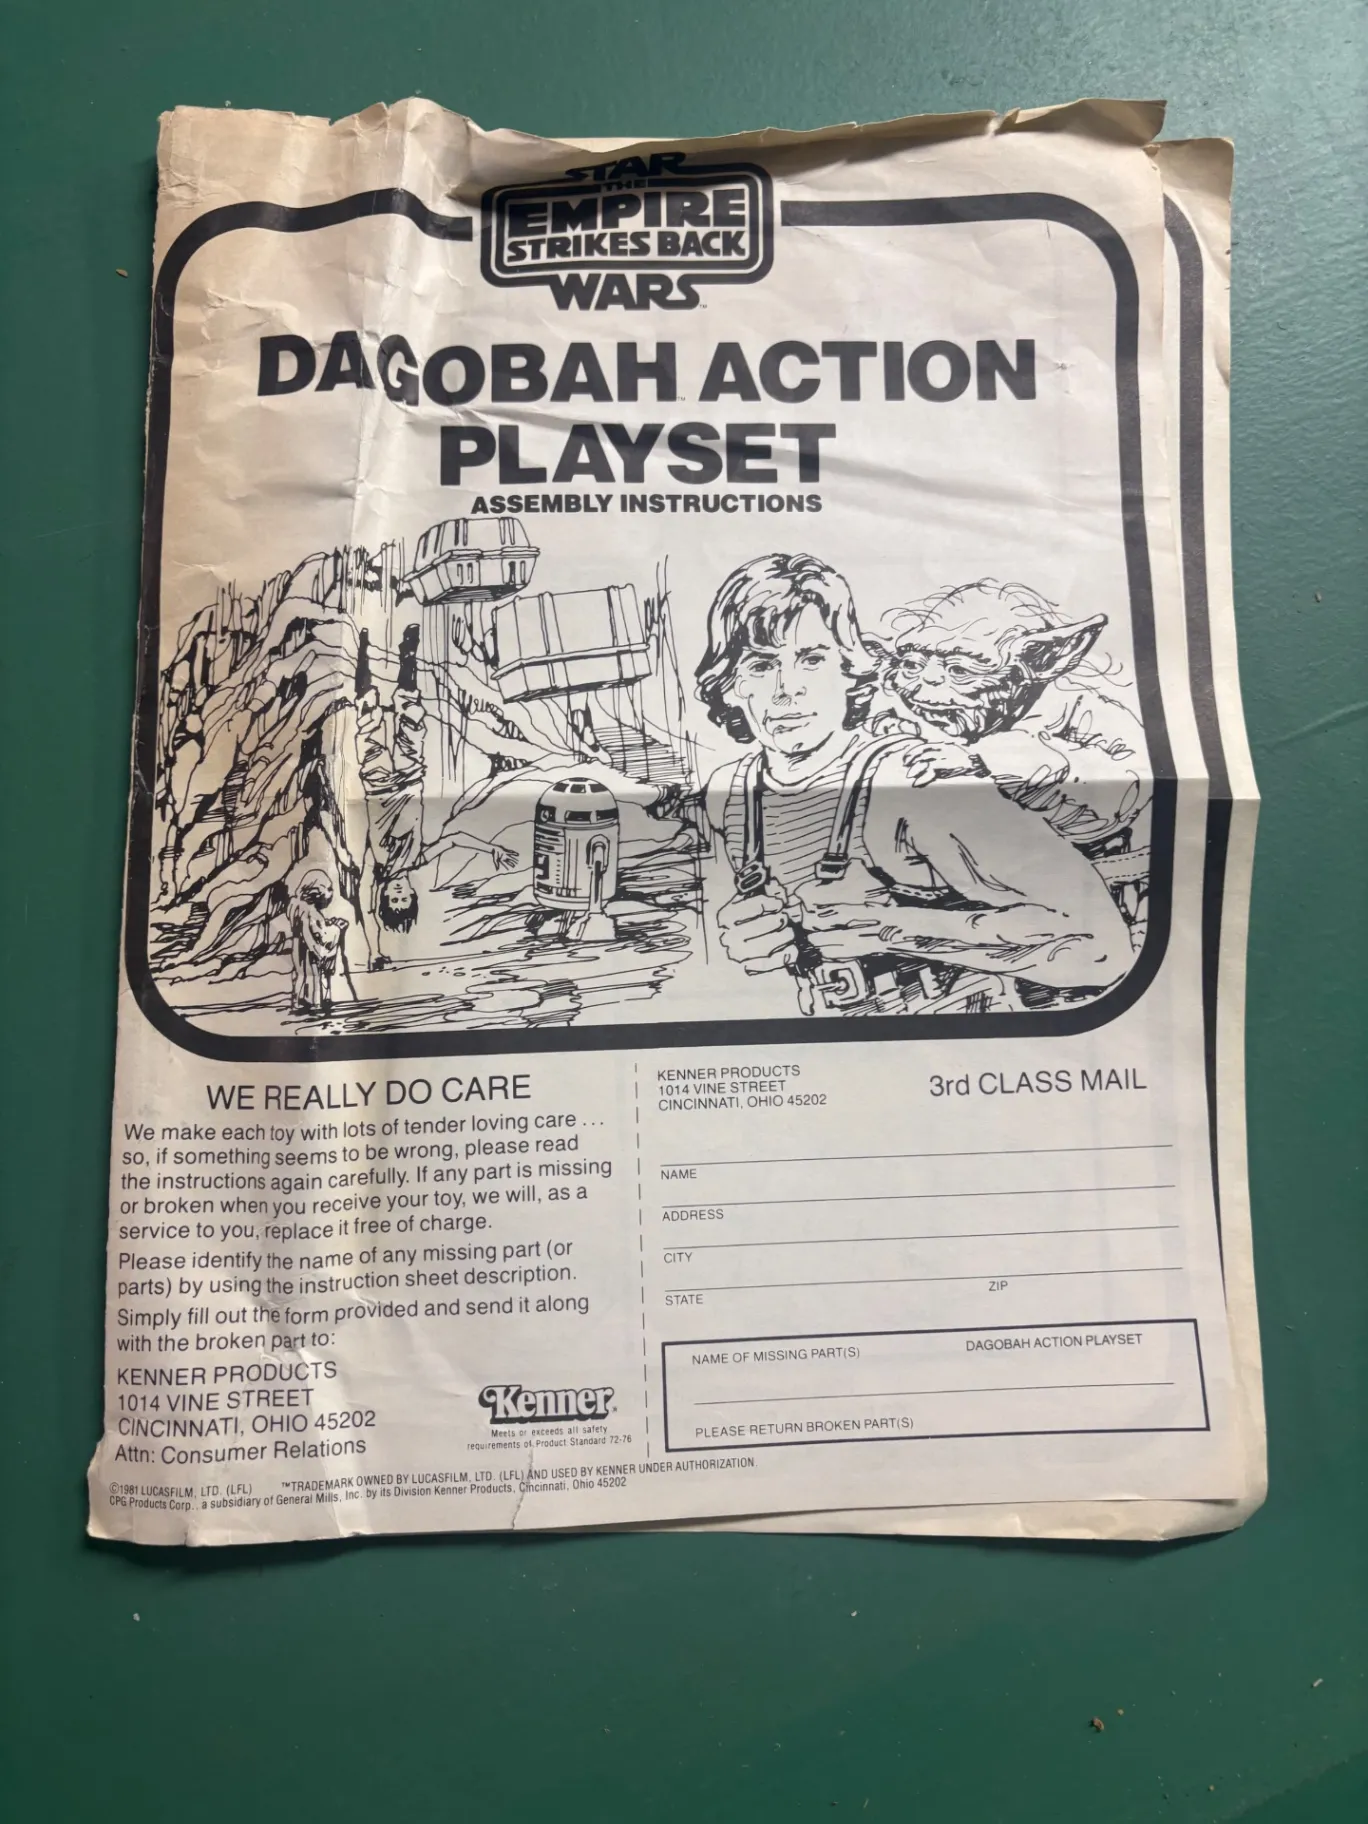 STAR
THE
EMPIRE
STRIKES BACK
WARS™
DAGOBAH™ ACTION
PLAYSET
ASSEMBLY INSTRUCTIONS
WE REALLY DO CARE
We make each toy with lots of tender loving care ...
so, if something seems to be wrong, please read
the instructions again carefully. If any part is missing
or broken when you receive your toy, we will, as a
service to you, replace it free of charge.
Please identify the name of any missing part (or
parts) by using the instruction sheet description.
Simply fill out the form provided and send it along
with the broken part to:
KENNER PRODUCTS
1014 VINE STREET
CINCINNATI, OHIO 45202
Attn: Consumer Relations
Kenner®
Meets or exceeds all safety
requirements of Product Standard 72-76
KENNER PRODUCTS
1014 VINE STREET
CINCINNATI, OHIO 45202
3rd CLASS MAIL
NAME
ADDRESS
CITY
STATE ZIP
NAME OF MISSING PART(S) DAGOBAH ACTION PLAYSET
PLEASE RETURN BROKEN PART(S)
©1981 LUCASFILM, LTD. (LFL) ™TRADEMARK OWNED BY LUCASFILM, LTD. (LFL) AND USED BY KENNER UNDER AUTHORIZATION.
CPG Products Corp., a subsidiary of General Mills, Inc. by its Division Kenner Products, Cincinnati, Ohio 45202